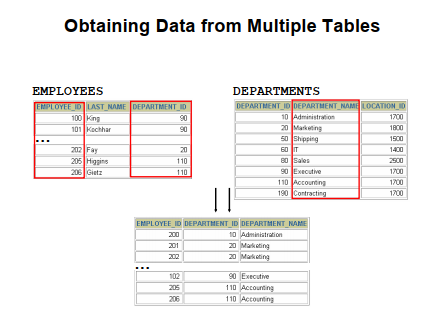 Obtaining Data from Multiple Tables
EMPLOYEES
EMPLOYEE_ID LAST_NAME DEPARTMENT_ID
100 King 90
101 Kochhar 90
...
202 Fay 20
205 Higgins 110
206 Gietz 110
DEPARTMENTS
DEPARTMENT_ID DEPARTMENT_NAME LOCATION_ID
10 Administration 1700
20 Marketing 1800
50 Shipping 1500
60 IT 1400
80 Sales 2500
90 Executive 1700
110 Accounting 1700
190 Contracting 1700
EMPLOYEE_ID DEPARTMENT_ID DEPARTMENT_NAME
200 10 Administration
201 20 Marketing
202 20 Marketing
...
102 90 Executive
205 110 Accounting
206 110 Accounting